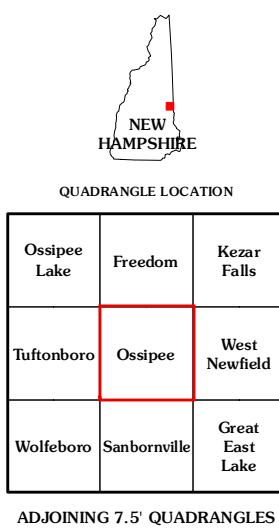 NEW
HAMPSHIRE
QUADRANGLE LOCATION
Ossipee
Lake
Freedom
Kezar
Falls
Tuftonboro
Ossipee
West
Newfield
Wolfeboro
Sanbornville
Great
East
Lake
ADJOINING 7.5' QUADRANGLES